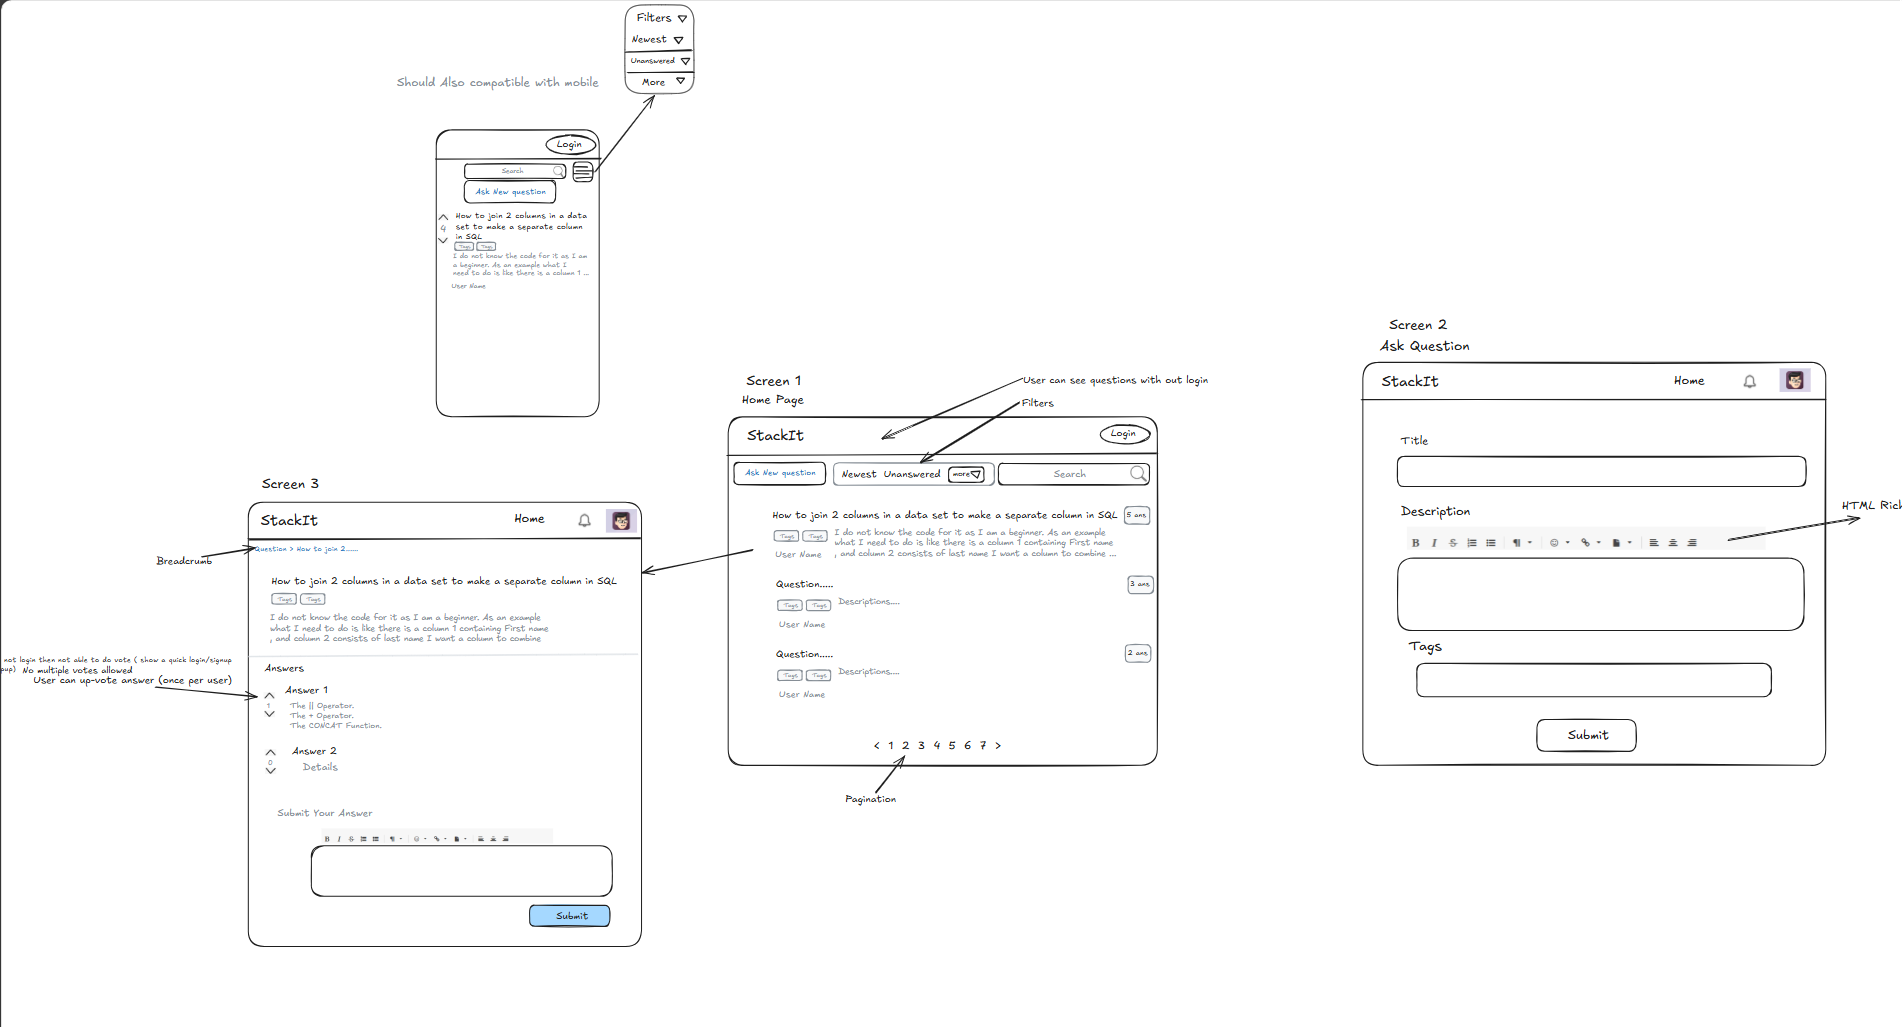 Filters
Newest
Unanswered
More
Should Also compatible with mobile
Login
Search
Ask New question
How to join 2 columns in a data
set to make a separate column
in SQL
4
Tags Tags
I do not know the code for it as I am
a beginner. As an example what I
need to do is like there is a column 1 ...
User Name
Screen 1
Home Page
User can see questions with out login
Filters
StackIt
Login
Ask New question
Newest Unanswered more
Search
How to join 2 columns in a data set to make a separate column in SQL
5 ans
Tags Tags
I do not know the code for it as I am a beginner. As an example
what I need to do is like there is a column 1 containing First name
, and column 2 consists of last name I want a column to combine ...
User Name
Question.....
3 ans
Tags Tags
Descriptions....
User Name
Question.....
2 ans
Tags Tags
Descriptions....
User Name
< 1 2 3 4 5 6 7 >
Pagination
Screen 2
Ask Question
StackIt
Home
Title
Description
HTML Rich
B I S
Tags
Submit
Screen 3
StackIt
Home
Question > How to join 2......
Breadcrumb
How to join 2 columns in a data set to make a separate column in SQL
Tags Tags
I do not know the code for it as I am a beginner. As an example
what I need to do is like there is a column 1 containing First name
, and column 2 consists of last name I want a column to combine
not login then not able to do vote ( show a quick login/signup
pup) No multiple votes allowed
User can up-vote answer (once per user)
Answers
Answer 1
1
The || Operator.
The + Operator.
The CONCAT Function.
Answer 2
0
Details
Submit Your Answer
B I S
Submit